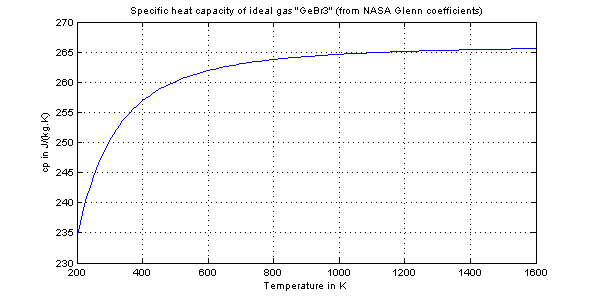 Specific heat capacity of ideal gas "GeBr3" (from NASA Glenn coefficients)
270
265
260
255
250
245
240
235
230
cp in J/(kg.K)
200 400 600 800 1000 1200 1400 1600
Temperature in K